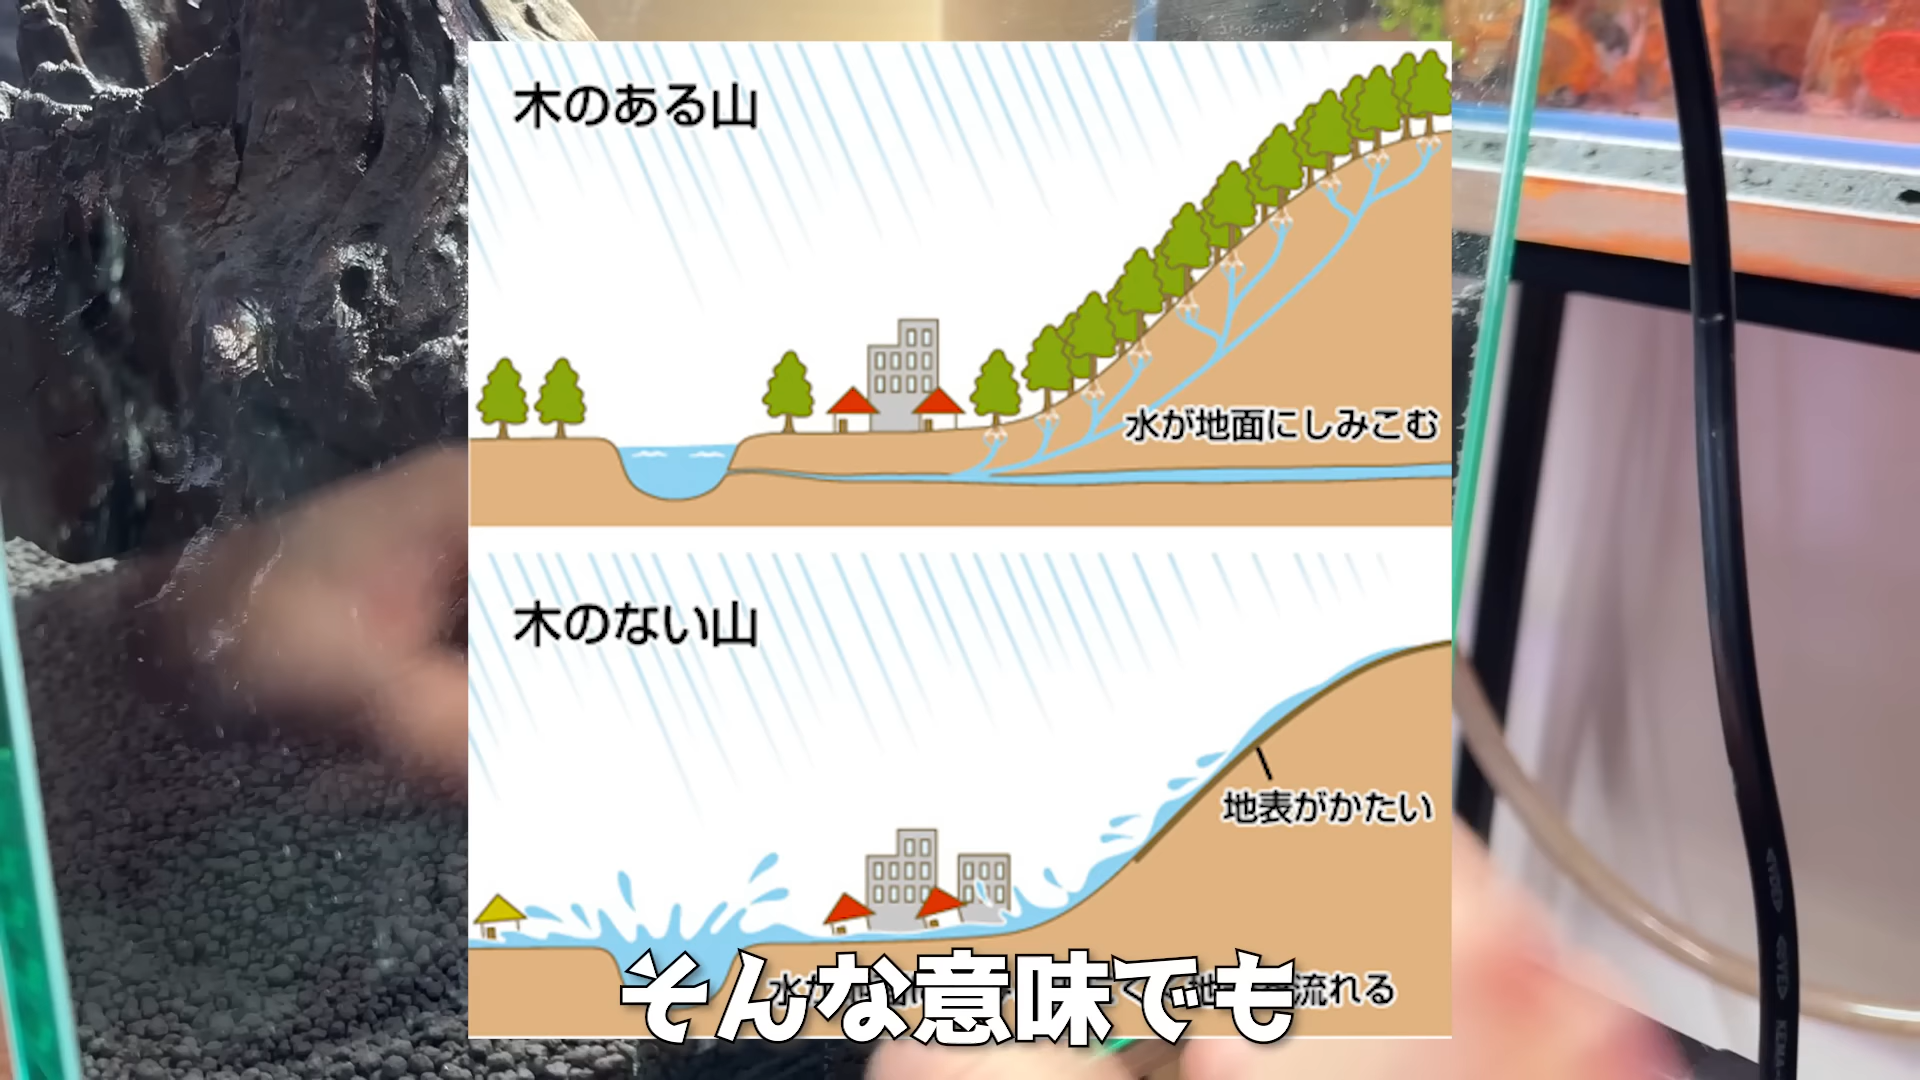 木のある山
水が地面にしみこむ
木のない山
地表がかたい
流れる
そんな意味でも